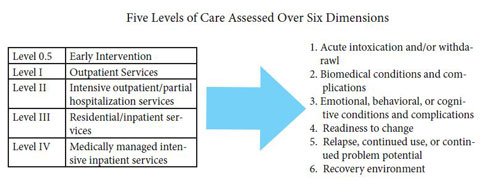 Five Levels of Care Assessed Over Six Dimensions
Level 0.5 Early Intervention
Level I Outpatient Services
Level II Intensive outpatient/partial
hospitalization services
Level III Residential/inpatient ser-
vices
Level IV Medically managed inten-
sive inpatient services
1. Acute intoxication and/or withda-
rawl
2. Biomedical conditions and com-
plications
3. Emotional, behavioral, or cogni-
tive conditions and complications
4. Readiness to change
5. Relapse, continued use, or contin-
ued problem potential
6. Recovery environment